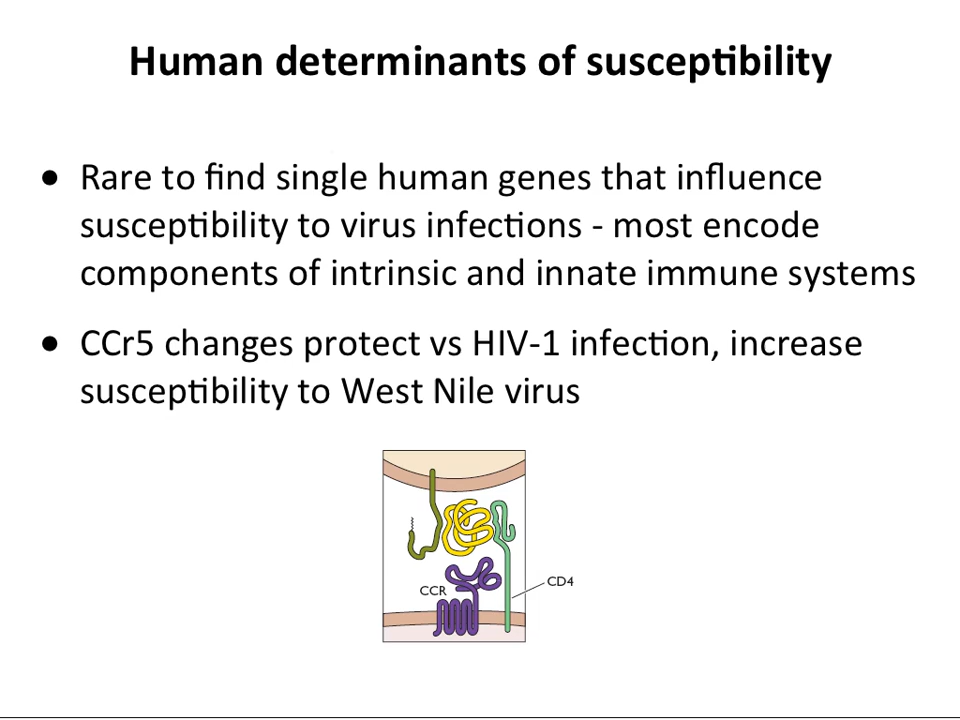 Human determinants of susceptibility
● Rare to find single human genes that influence
susceptibility to virus infections - most encode
components of intrinsic and innate immune systems
● CCr5 changes protect vs HIV-1 infection, increase
susceptibility to West Nile virus
CCR
CD4